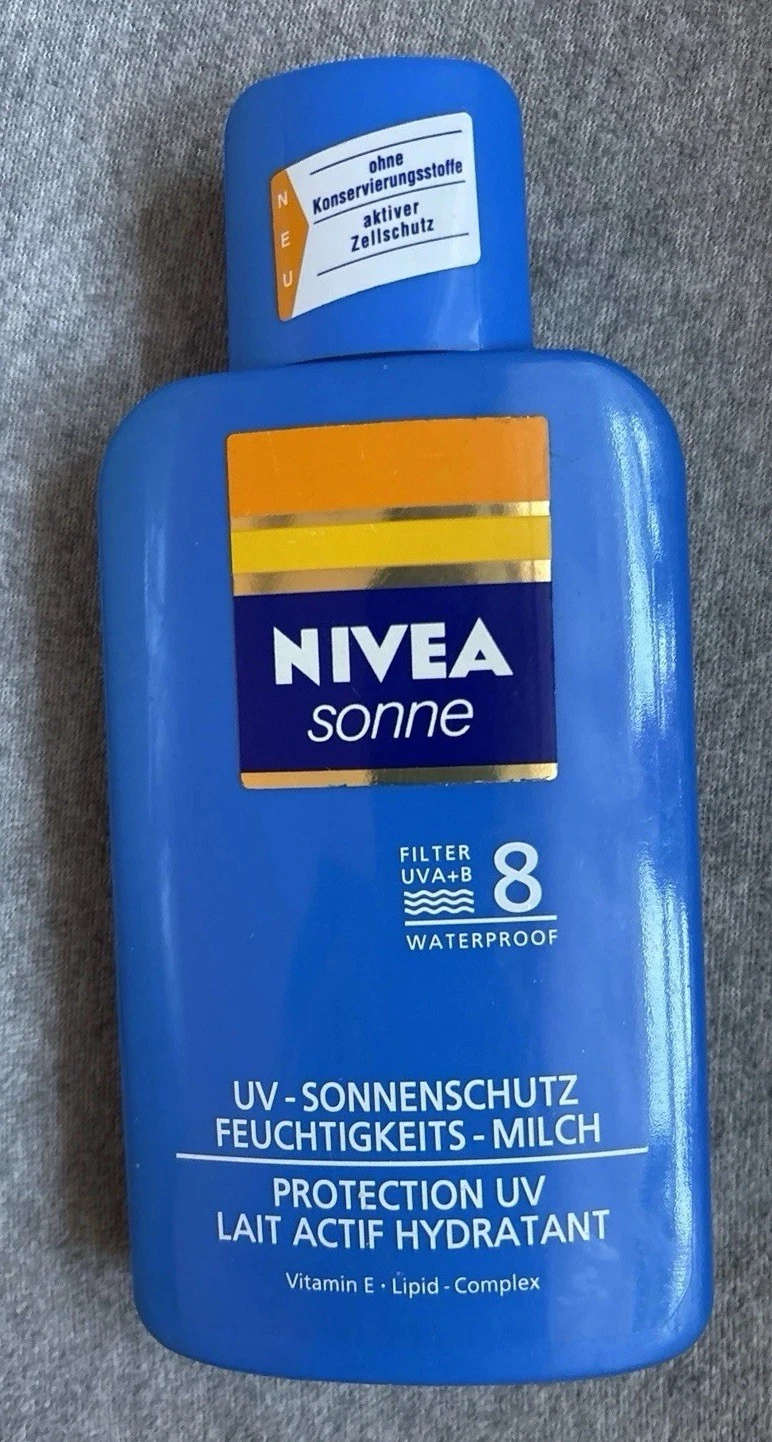 NEU
ohne
Konservierungsstoffe
aktiver
Zellschutz
NIVEA
sonne
FILTER
UVA+B
8
WATERPROOF
UV-SONNENSCHUTZ
FEUCHTIGKEITS-MILCH
PROTECTION UV
LAIT ACTIF HYDRATANT
Vitamin E · Lipid-Complex